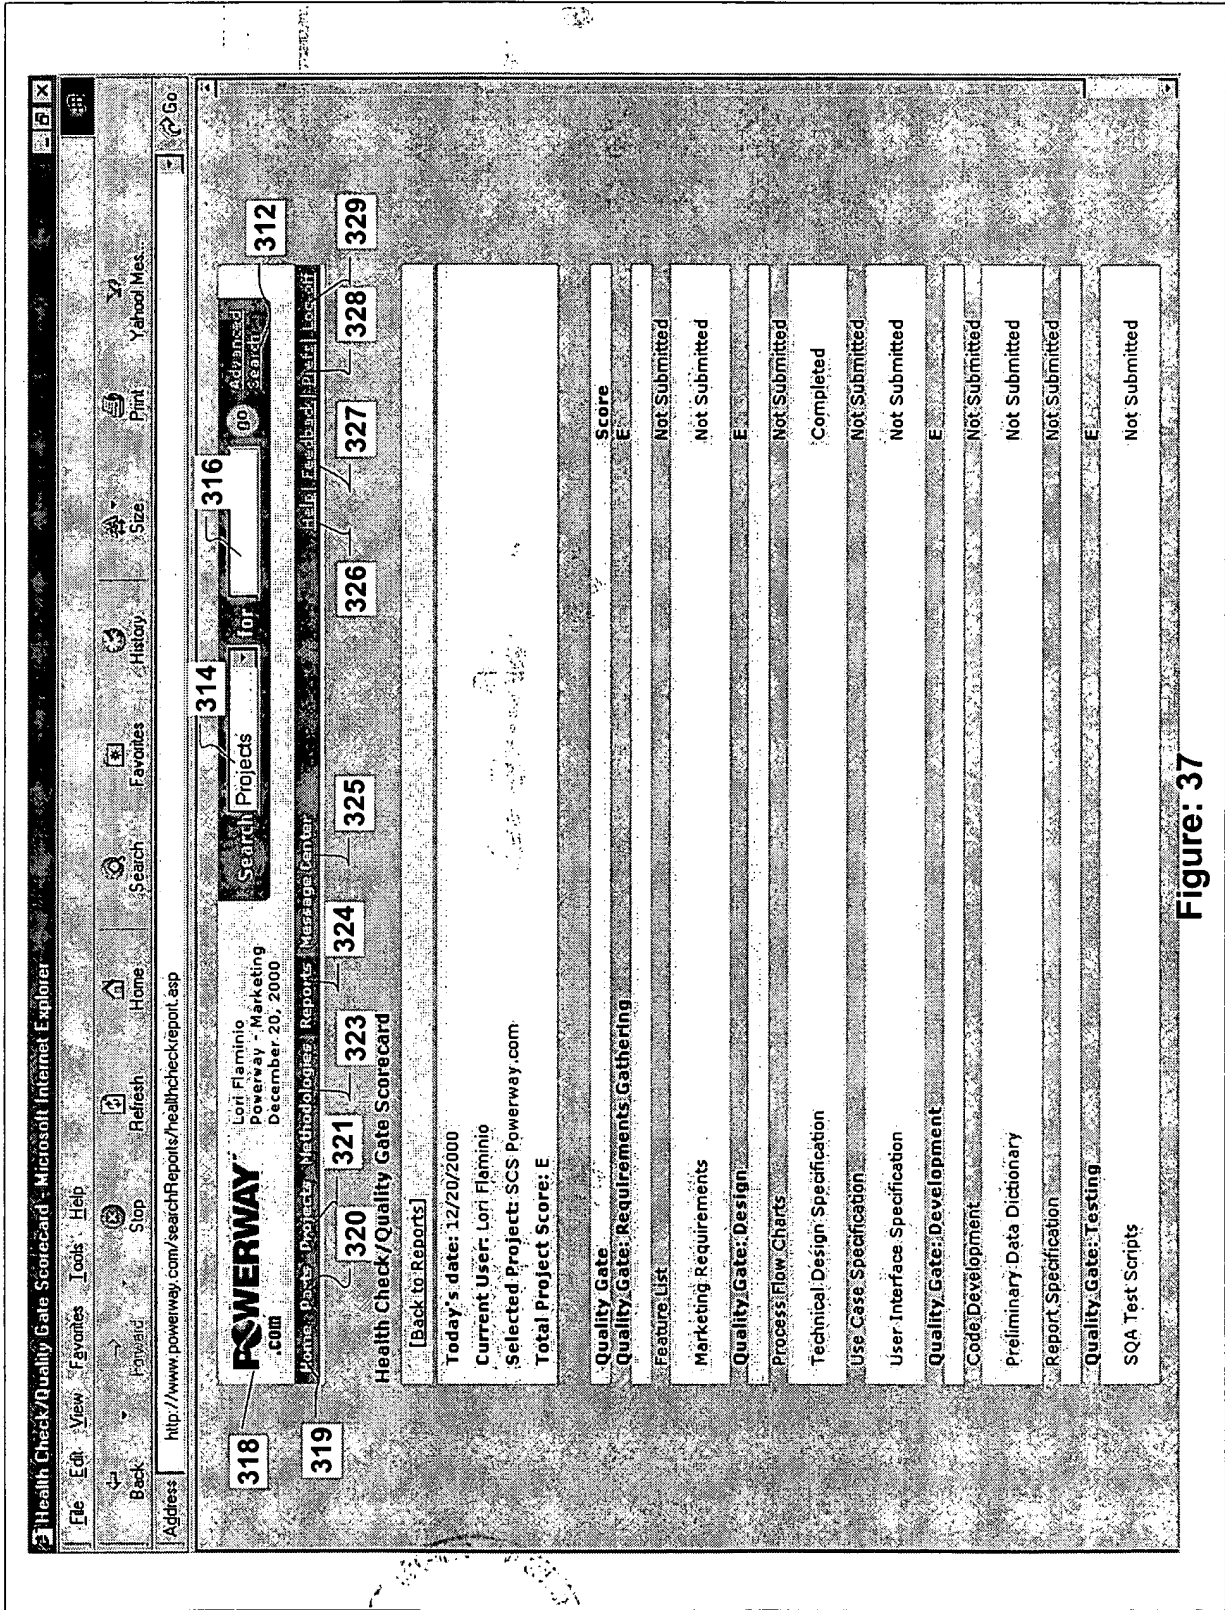 Health Check/Quality Gate Scorecard - Microsoft Internet Explorer
File Edit View Favorites Tools Help
Back Forward Stop Refresh Home Search Favorites History Size Print Yahoo! Mes...
Address http://www.powerway.com/searchReports/healthcheckreport.asp Go
314 316
318 POWERWAY .com
Lori Flaminio
Powerway - Marketing
December 20, 2000
Search Projects for go Advanced Search
312
319 Home Page Projects Methodologies Reports Message Center Help Feedback Prefs Log off
320 321 323 324 325 326 327 328 329
Health Check/Quality Gate Scorecard
[Back to Reports]
Today's date: 12/20/2000
Current User: Lori Flaminio
Selected Project: SCS Powerway.com
Total Project Score: E
Quality Gate Score
Quality Gate: Requirements Gathering E
Feature List Not Submitted
Marketing Requirements Not Submitted
Quality Gate: Design E
Process Flow Charts Not Submitted
Technical Design Specification Completed
Use Case Specification Not Submitted
User Interface Specification Not Submitted
Quality Gate: Development E
Code Development Not Submitted
Preliminary Data Dictionary Not Submitted
Report Specification Not Submitted
Quality Gate: Testing E
SQA Test Scripts Not Submitted
Figure: 37